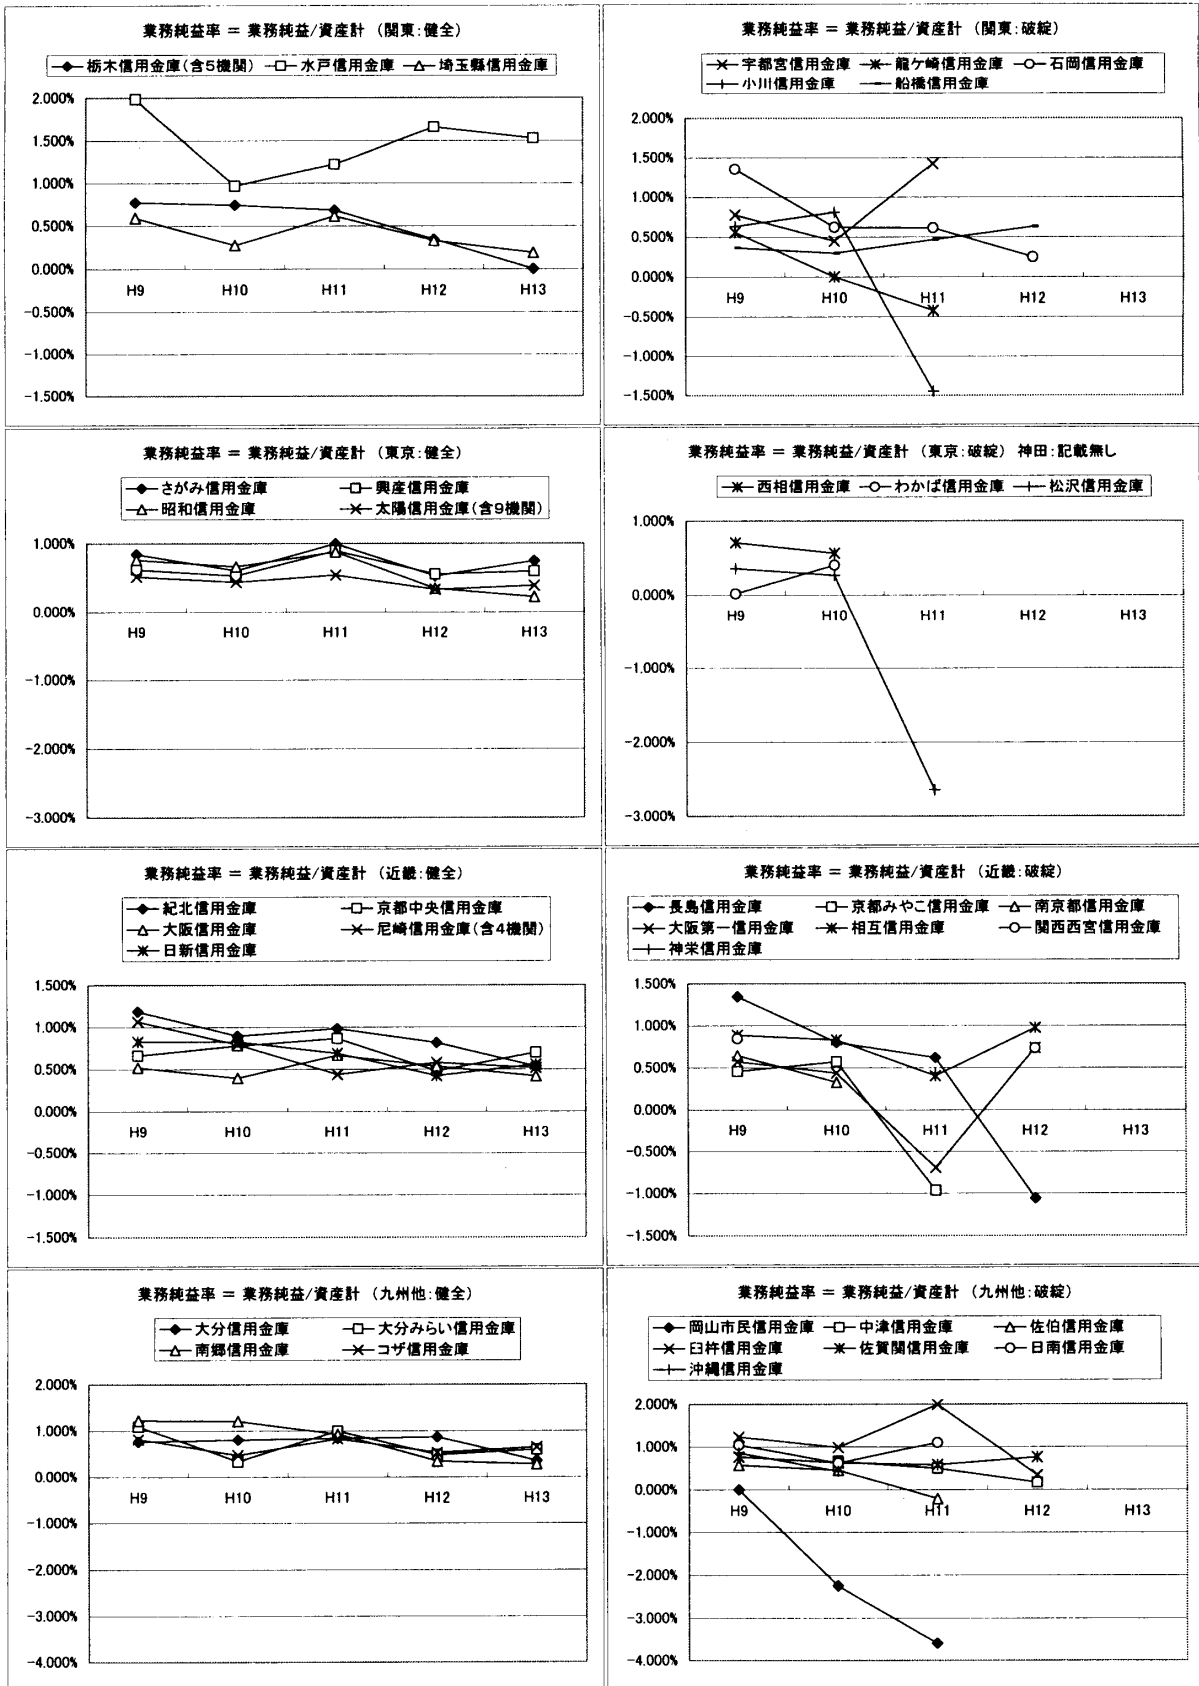 業務純益率 = 業務純益/資産計 (関東:健全)
栃木信用金庫(含5機関) 水戸信用金庫 埼玉縣信用金庫
2.000%
1.500%
1.000%
0.500%
0.000%
-0.500%
-1.000%
-1.500%
H9 H10 H11 H12 H13
業務純益率 = 業務純益/資産計 (関東:破綻)
宇都宮信用金庫 龍ケ崎信用金庫 石岡信用金庫
小川信用金庫 船橋信用金庫
2.000%
1.500%
1.000%
0.500%
0.000%
-0.500%
-1.000%
-1.500%
H9 H10 H11 H12 H13
業務純益率 = 業務純益/資産計 (東京:健全)
さがみ信用金庫 興産信用金庫
昭和信用金庫 太陽信用金庫(含9機関)
1.000%
0.000%
-1.000%
-2.000%
-3.000%
H9 H10 H11 H12 H13
業務純益率 = 業務純益/資産計 (東京:破綻) 神田:記載無し
西相信用金庫 わかば信用金庫 松沢信用金庫
1.000%
0.000%
-1.000%
-2.000%
-3.000%
H9 H10 H11 H12 H13
業務純益率 = 業務純益/資産計 (近畿:健全)
紀北信用金庫 京都中央信用金庫
大阪信用金庫 尼崎信用金庫(含4機関)
日新信用金庫
1.500%
1.000%
0.500%
0.000%
-0.500%
-1.000%
-1.500%
H9 H10 H11 H12 H13
業務純益率 = 業務純益/資産計 (近畿:破綻)
長島信用金庫 京都みやこ信用金庫 南京都信用金庫
大阪第一信用金庫 相互信用金庫 関西西宮信用金庫
神栄信用金庫
1.500%
1.000%
0.500%
0.000%
-0.500%
-1.000%
-1.500%
H9 H10 H11 H12 H13
業務純益率 = 業務純益/資産計 (九州他:健全)
大分信用金庫 大分みらい信用金庫
南郷信用金庫 コザ信用金庫
2.000%
1.000%
0.000%
-1.000%
-2.000%
-3.000%
-4.000%
H9 H10 H11 H12 H13
業務純益率 = 業務純益/資産計 (九州他:破綻)
岡山市民信用金庫 中津信用金庫 佐伯信用金庫
臼杵信用金庫 佐賀関信用金庫 日南信用金庫
沖縄信用金庫
2.000%
1.000%
0.000%
-1.000%
-2.000%
-3.000%
-4.000%
H9 H10 H11 H12 H13